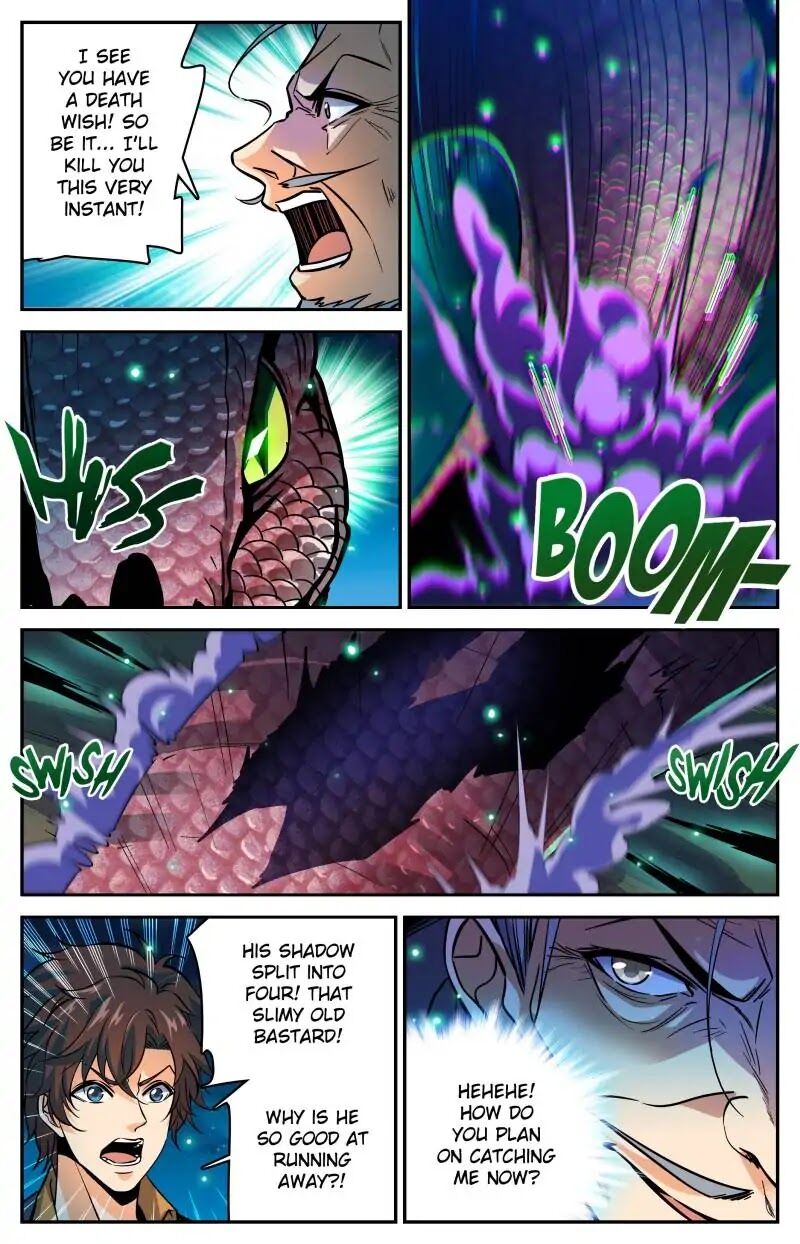 I SEE
YOU HAVE
A DEATH
WISH! SO
BE IT... I'LL
KILL YOU
THIS VERY
INSTANT!
BOOM-
HISS
SWISH
SWISH
HIS SHADOW
SPLIT INTO
FOUR! THAT
SLIMY OLD
BASTARD!
WHY IS HE
SO GOOD AT
RUNNING
AWAY?!
HEHEHE!
HOW DO
YOU PLAN
ON CATCHING
ME NOW?